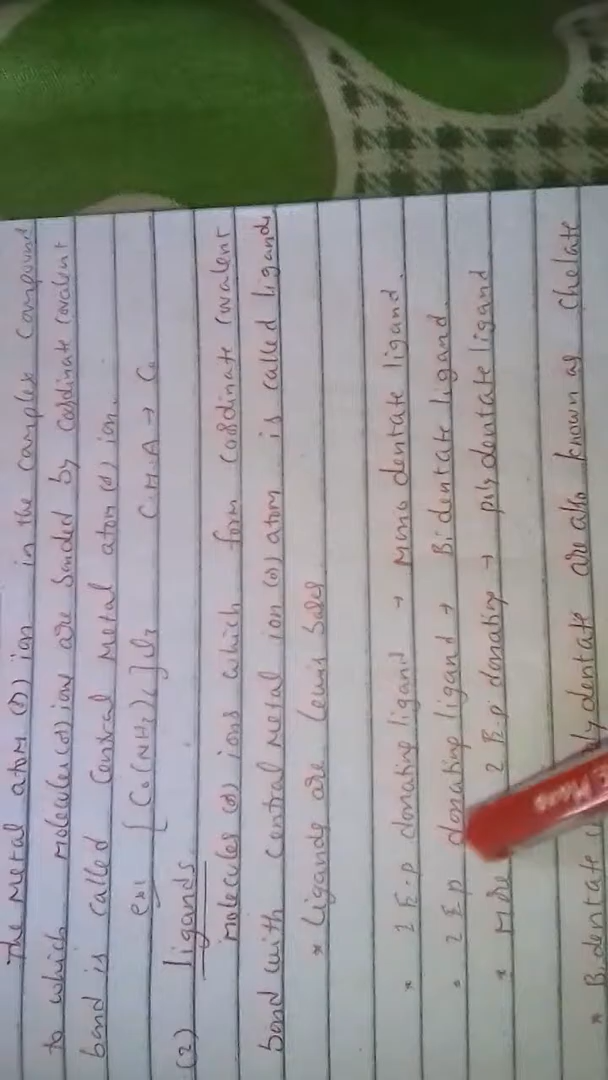 The Metal atom (or) ion in the complex compound
to which molecules (or) ions are bonded by coordinate covalent
bond is called Central Metal atom (or) ion.
ex:- [Co(NH3)6]Cl3 C.M.A → Co
(2) ligands
Molecules (or) ions which form coordinate covalent
bond with central metal ion (or) atom is called ligands
* ligands are lewis bases
* 1 E.p donating ligand → Mono dentate ligand.
* 2 E.p donating ligand → Bi dentate ligand.
* More 2 E.p donating → poly dentate ligand
* Bi dentate dentate are also known as chelate